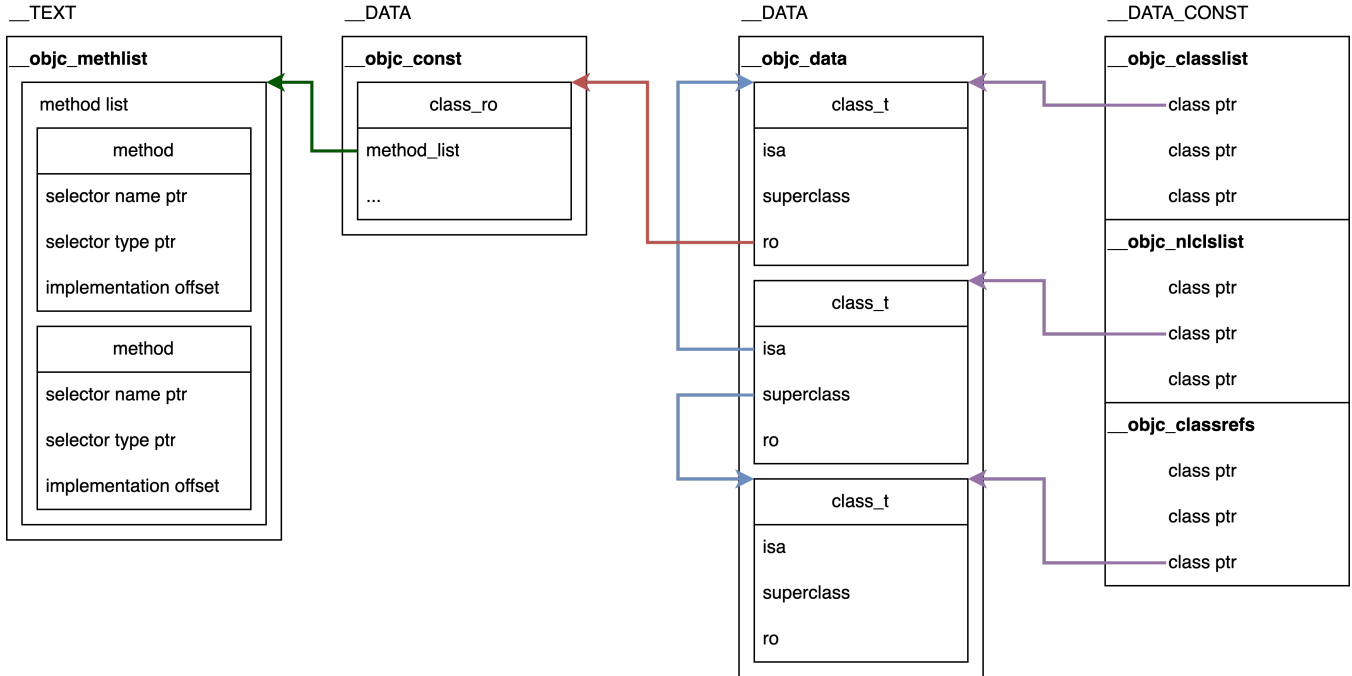 __TEXT
__objc_methlist
method list
method
selector name ptr
selector type ptr
implementation offset
method
selector name ptr
selector type ptr
implementation offset
__DATA
__objc_const
class_ro
method_list
...
__DATA
__objc_data
class_t
isa
superclass
ro
class_t
isa
superclass
ro
class_t
isa
superclass
ro
__DATA_CONST
__objc_classlist
class ptr
class ptr
class ptr
__objc_nlclslist
class ptr
class ptr
class ptr
__objc_classrefs
class ptr
class ptr
class ptr